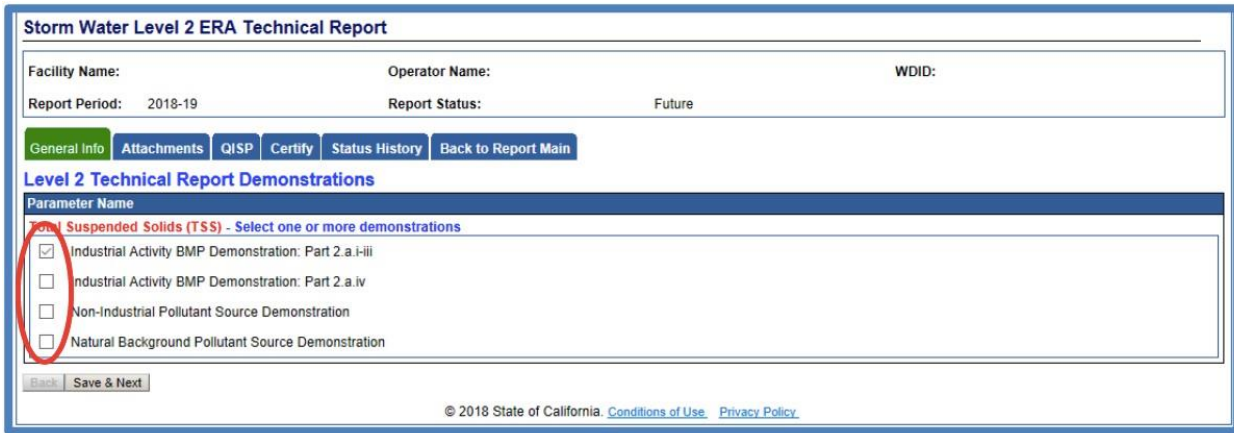 Storm Water Level 2 ERA Technical Report
Facility Name: Operator Name: WDID:
Report Period: 2018-19 Report Status: Future
General Info Attachments QISP Certify Status History Back to Report Main
Level 2 Technical Report Demonstrations
Parameter Name
Total Suspended Solids (TSS) - Select one or more demonstrations
Industrial Activity BMP Demonstration: Part 2.a.i-iii
Industrial Activity BMP Demonstration: Part 2.a.iv
Non-Industrial Pollutant Source Demonstration
Natural Background Pollutant Source Demonstration
Back Save & Next
© 2018 State of California. Conditions of Use Privacy Policy